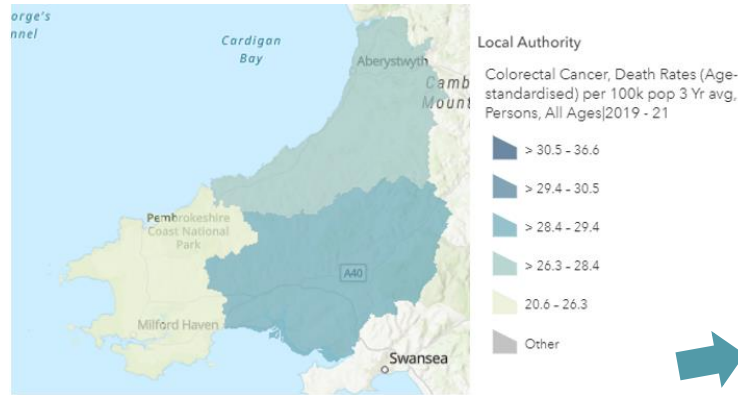 orge's
nnel
Cardigan
Bay
Aberystwyth
Camb
Mount
Pembrokeshire
Coast National
Park
A40
Milford Haven
Swansea
Local Authority
Colorectal Cancer, Death Rates (Age-
standardised) per 100k pop 3 Yr avg,
Persons, All Ages|2019 - 21
> 30.5 - 36.6
> 29.4 - 30.5
> 28.4 - 29.4
> 26.3 - 28.4
20.6 - 26.3
Other